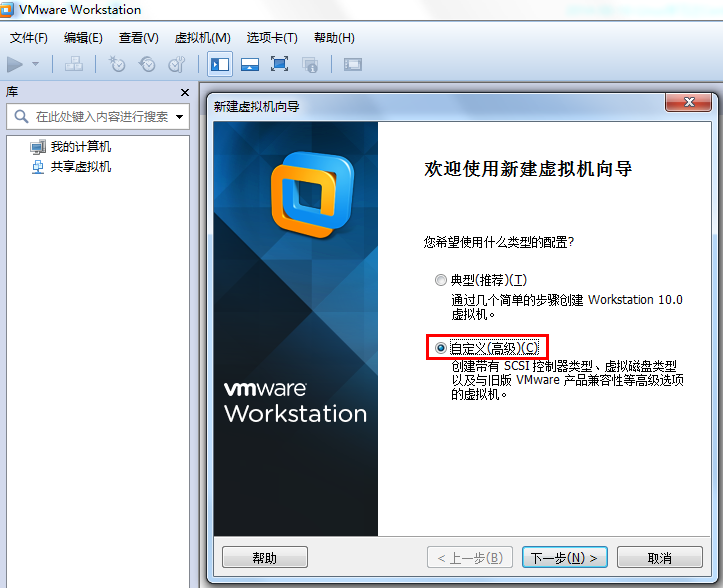 VMware Workstation
文件(F) 编辑(E) 查看(V) 虚拟机(M) 选项卡(T) 帮助(H)
库
在此处键入内容进行搜索
我的计算机
共享虚拟机
新建虚拟机向导
欢迎使用新建虚拟机向导
您希望使用什么类型的配置?
典型(推荐)(T)
通过几个简单的步骤创建 Workstation 10.0
虚拟机。
自定义(高级)(C)
创建带有 SCSI 控制器类型、虚拟磁盘类型
以及与旧版 VMware 产品兼容性等高级选项
的虚拟机。
vmware
Workstation
帮助 < 上一步(B) 下一步(N) > 取消